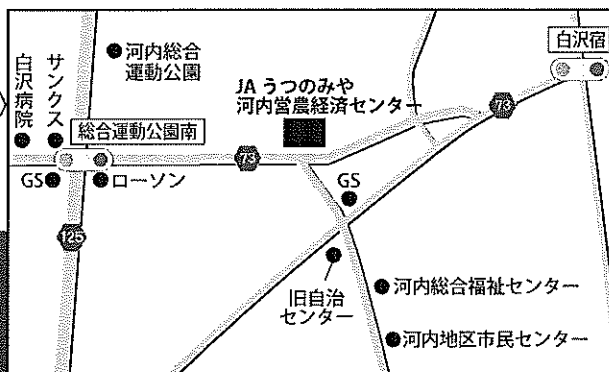 白沢病院
サンクス
河内総合
運動公園
総合運動公園南
GS
ローソン
125
73
JA うつのみや
河内営農経済センター
白沢宿
73
GS
旧自治
センター
河内総合福祉センター
河内地区市民センター